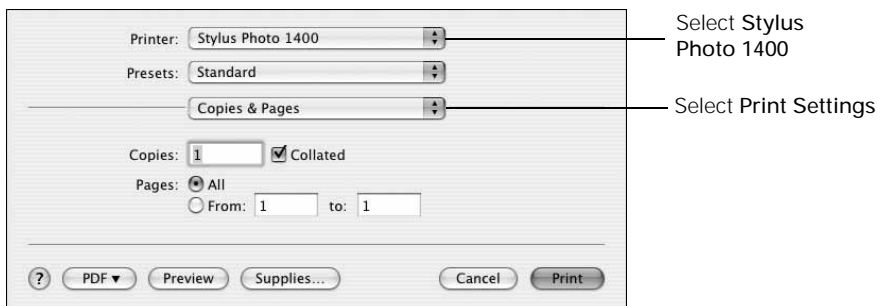 Printer: Stylus Photo 1400
Select Stylus
Photo 1400
Presets: Standard
Copies & Pages
Select Print Settings
Copies: 1 Collated
Pages: All
From: 1 to: 1
? PDF ▼ Preview Supplies... Cancel Print